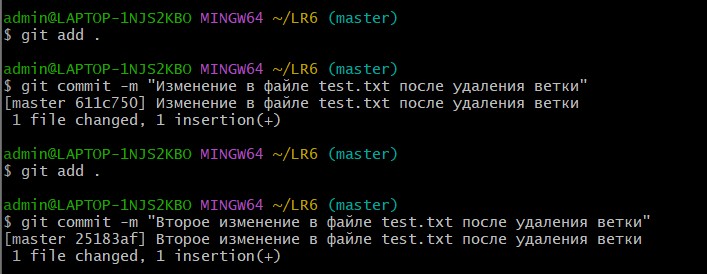 admin@LAPTOP-1NJS2KBO MINGW64 ~/LR6 (master)
$ git add .
admin@LAPTOP-1NJS2KBO MINGW64 ~/LR6 (master)
$ git commit -m "Изменение в файле test.txt после удаления ветки"
[master 611c750] Изменение в файле test.txt после удаления ветки
1 file changed, 1 insertion(+)
admin@LAPTOP-1NJS2KBO MINGW64 ~/LR6 (master)
$ git add .
admin@LAPTOP-1NJS2KBO MINGW64 ~/LR6 (master)
$ git commit -m "Второе изменение в файле test.txt после удаления ветки"
[master 25183af] Второе изменение в файле test.txt после удаления ветки
1 file changed, 1 insertion(+)